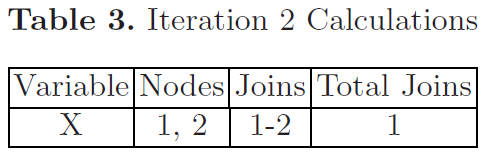 Table 3. Iteration 2 Calculations
Variable Nodes Joins Total Joins
X 1, 2 1-2 1